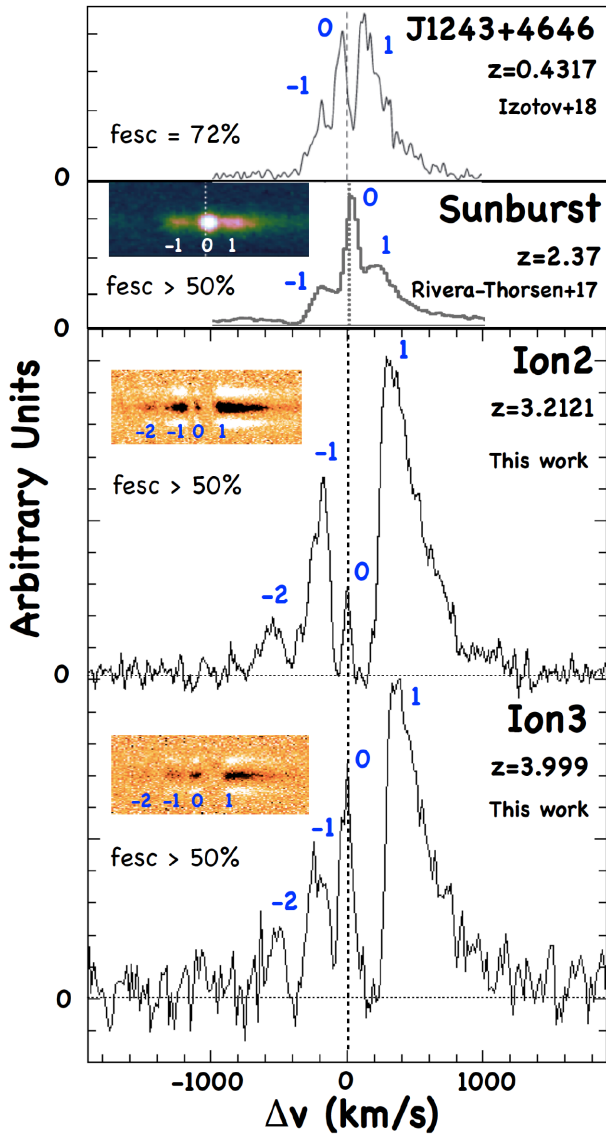 J1243+4646
0
1
z=0.4317
-1
Izotov+18
fesc = 72%
0
Sunburst
0
-1 0 1
1
z=2.37
-1
fesc > 50%
Rivera-Thorsen+17
0
1
Ion2
z=3.2121
-2 -1 0 1
-1
This work
fesc > 50%
0
-2
0
1
Ion3
0
z=3.999
-2 -1 0 1
This work
-1
fesc > 50%
-2
0
Arbitrary Units
-1000 0 1000
Δv (km/s)